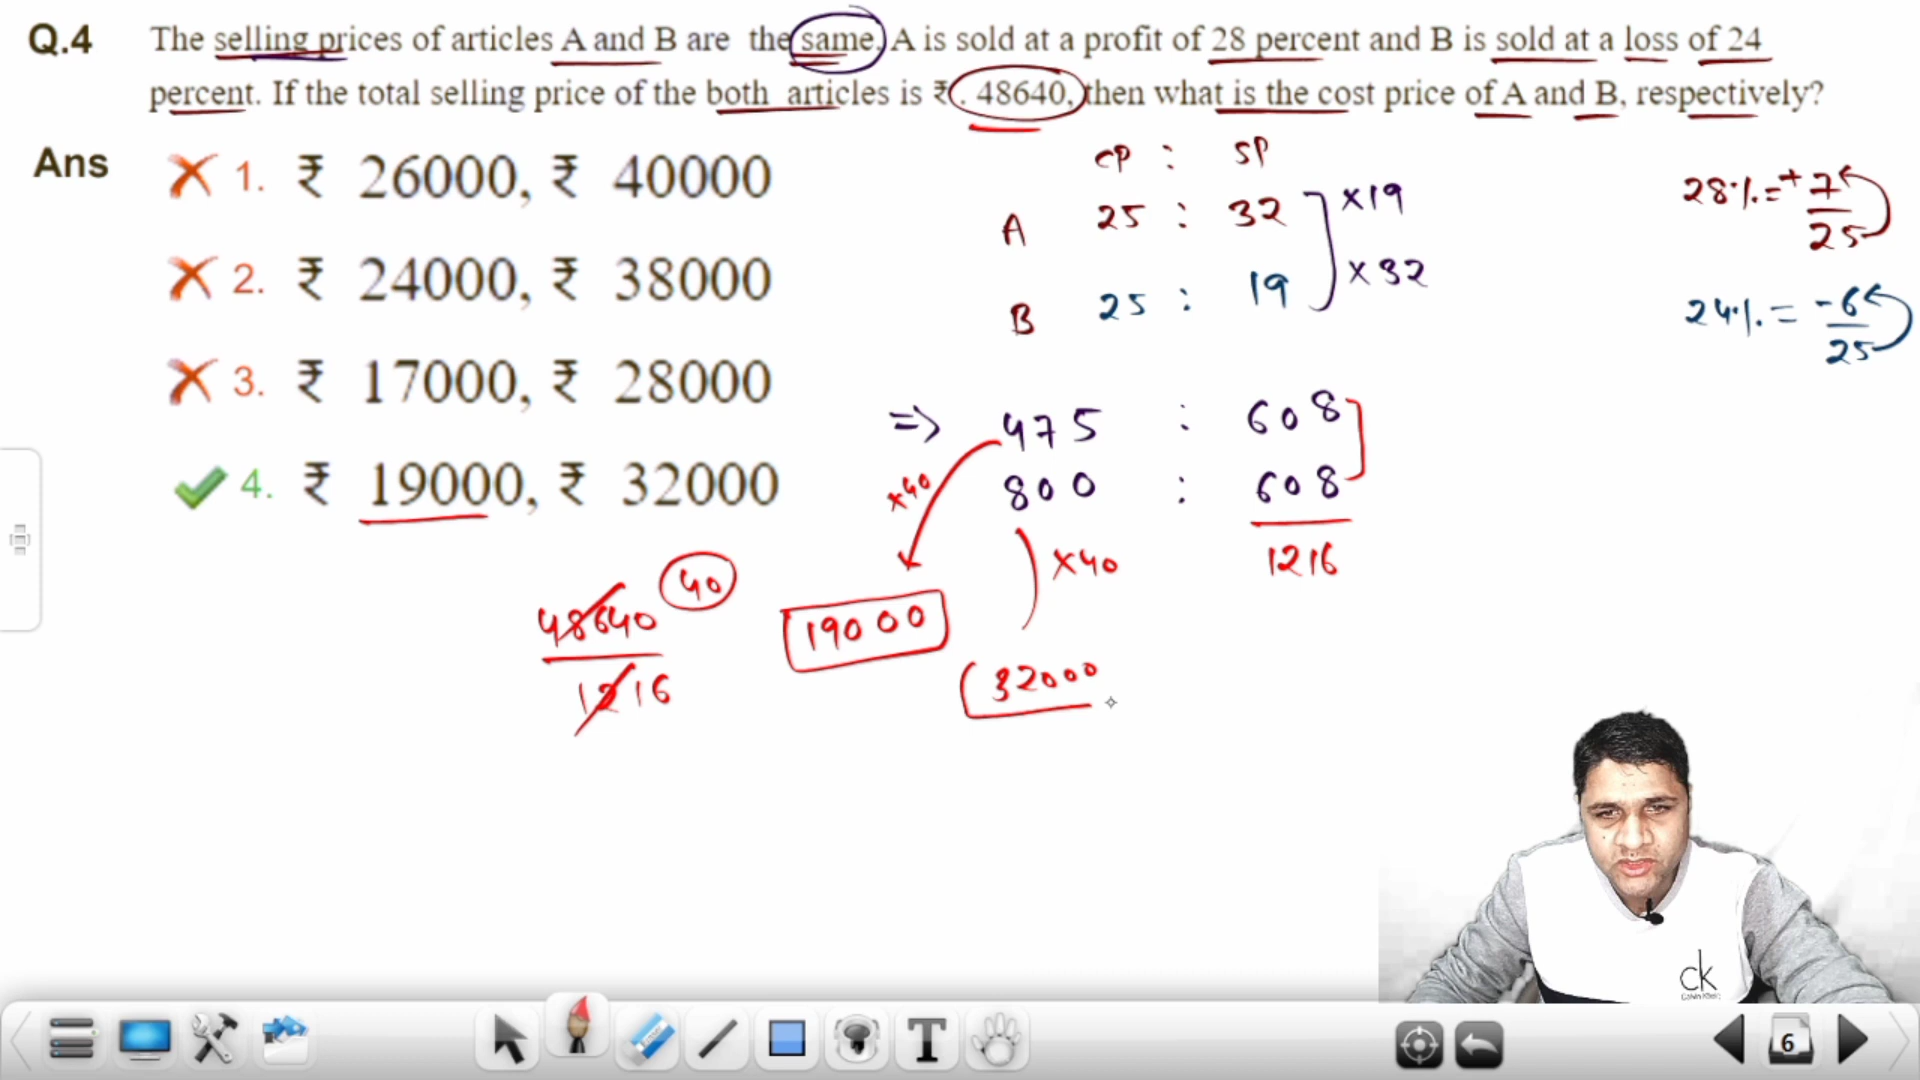 Q.4 The selling prices of articles A and B are the same. A is sold at a profit of 28 percent and B is sold at a loss of 24
percent. If the total selling price of the both articles is ₹. 48640, then what is the cost price of A and B, respectively?
Ans
1. ₹ 26000, ₹ 40000
2. ₹ 24000, ₹ 38000
3. ₹ 17000, ₹ 28000
4. ₹ 19000, ₹ 32000
CP : SP
A 25 : 32 ×19
B 25 : 19 ×32
28% = +7/25
24% = -6/25
=> 475 : 608
800 : 608
1216
×40
×40
48640/1216 40
19000
32000
ck
T
6